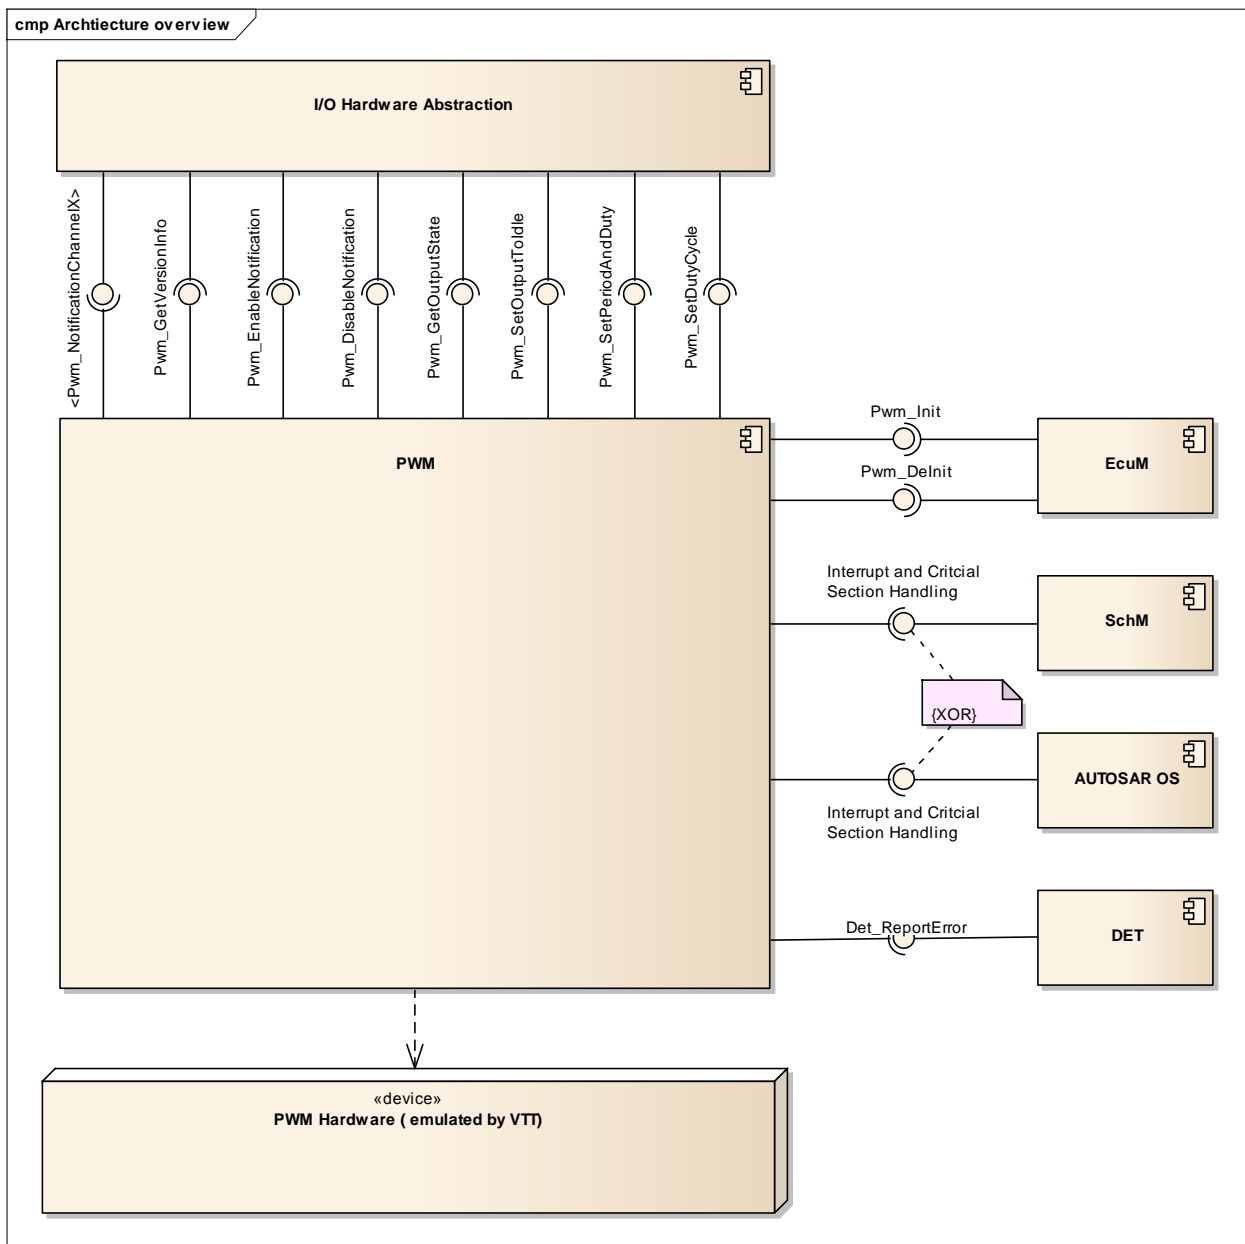 cmp Archtiecture overview
I/O Hardware Abstraction
<Pwm_NotificationChannelX>
Pwm_GetVersionInfo
Pwm_EnableNotification
Pwm_DisableNotification
Pwm_GetOutputState
Pwm_SetOutputToIdle
Pwm_SetPeriodAndDuty
Pwm_SetDutyCycle
PWM
Pwm_Init
Pwm_DeInit
EcuM
Interrupt and Critcial
Section Handling
SchM
{XOR}
AUTOSAR OS
Interrupt and Critcial
Section Handling
Det_ReportError
DET
«device»
PWM Hardware ( emulated by VTT)